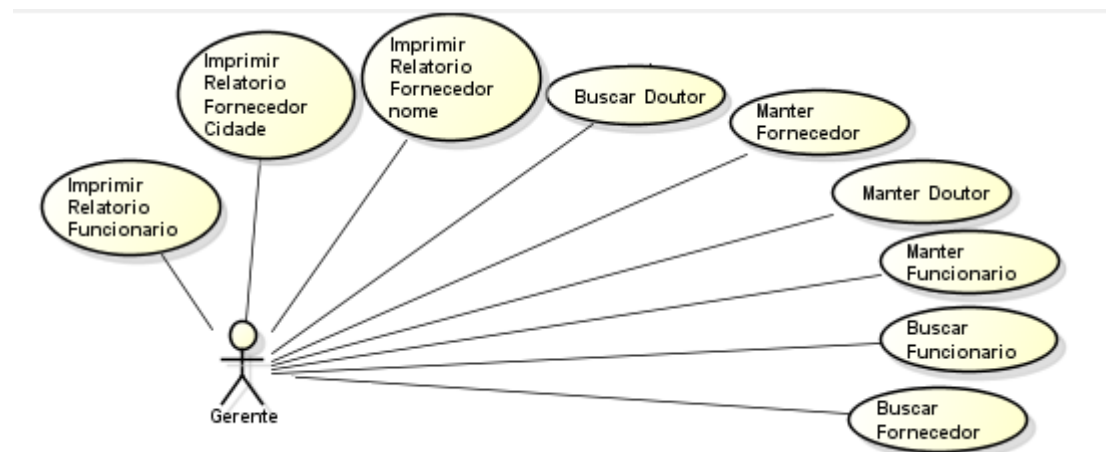 Imprimir
Relatorio
Fornecedor
Cidade
Imprimir
Relatorio
Fornecedor
nome
Buscar Doutor
Manter
Fornecedor
Imprimir
Relatorio
Funcionario
Manter Doutor
Manter
Funcionario
Buscar
Funcionario
Buscar
Fornecedor
Gerente